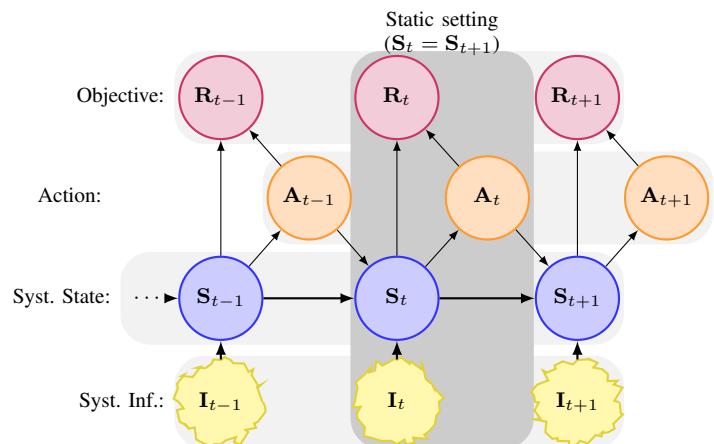 Static setting
(S_t = S_{t+1})
Objective: R_{t−1} R_t R_{t+1}
Action: A_{t−1} A_t A_{t+1}
Syst. State: ··· S_{t−1} S_t S_{t+1}
Syst. Inf.: I_{t−1} I_t I_{t+1}